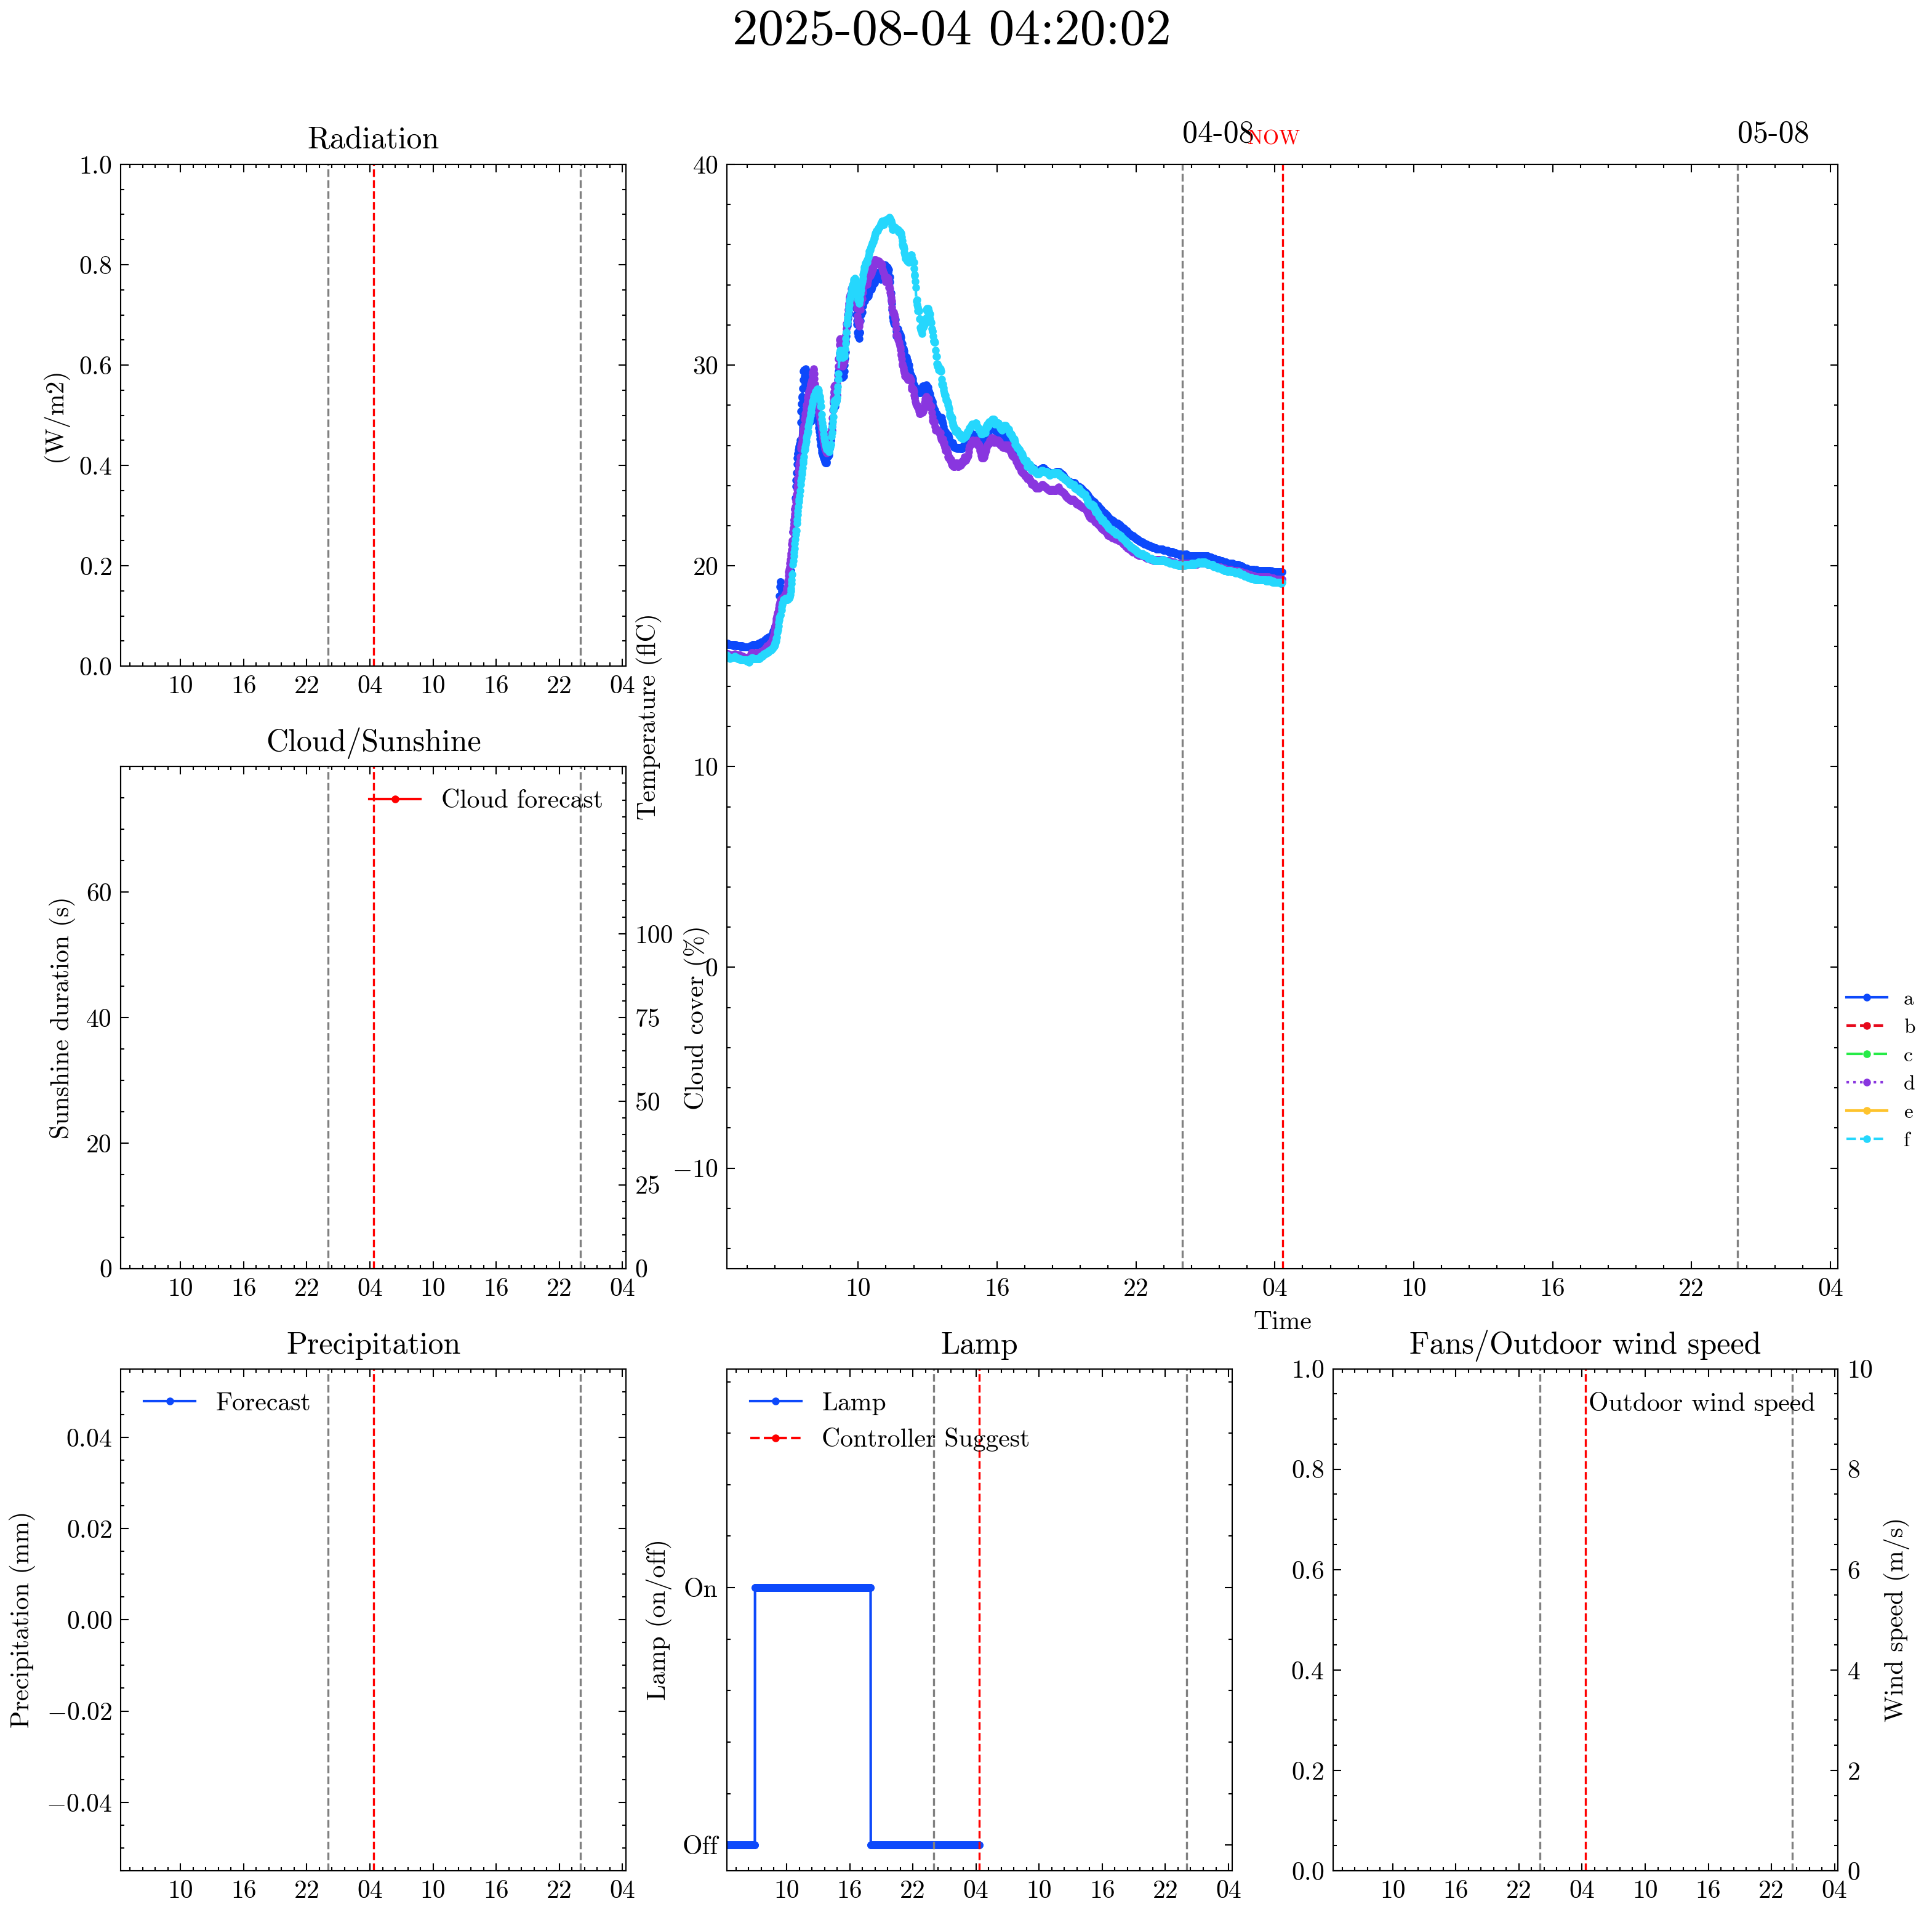 2025-08-04 04:20:02
Radiation
(W/m2)
1.0
0.8
0.6
0.4
0.2
0.0
10 16 22 04 10 16 22 04
04-08
NOW
05-08
Temperature (flC)
40
30
20
10
0
−10
10 16 22 04 10 16 22 04
Time
a
b
c
d
e
f
Cloud/Sunshine
Cloud forecast
Sunshine duration (s)
60
40
20
0
Cloud cover (%)
100
75
50
25
0
10 16 22 04 10 16 22 04
Precipitation
Forecast
Precipitation (mm)
0.04
0.02
0.00
−0.02
−0.04
10 16 22 04 10 16 22 04
Lamp
Lamp
Controller Suggest
Lamp (on/off)
On
Off
10 16 22 04 10 16 22 04
Fans/Outdoor wind speed
Outdoor wind speed
1.0
0.8
0.6
0.4
0.2
0.0
Wind speed (m/s)
10
8
6
4
2
0
10 16 22 04 10 16 22 04